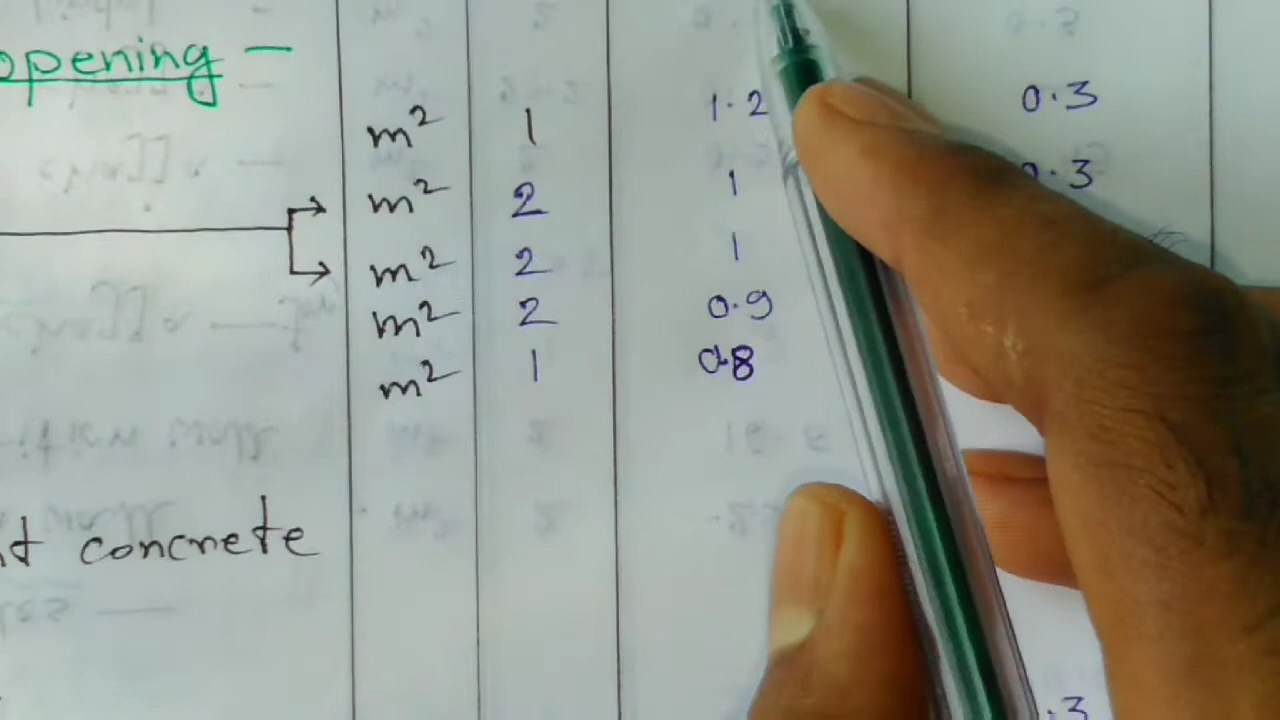 opening –
m² 1 1.2 0.3
m² 2 1 0.3
m² 2 1
m² 2 0.9
m² 1 0.8
concrete
.3